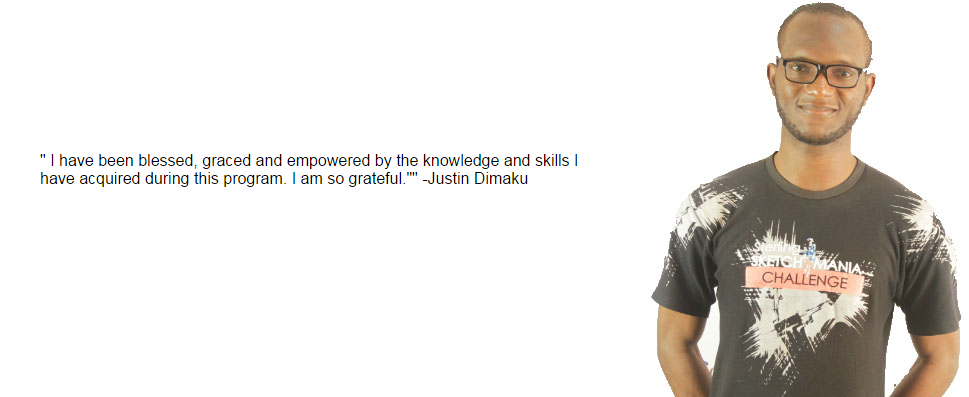 " I have been blessed, graced and empowered by the knowledge and skills I
have acquired during this program. I am so grateful."" -Justin Dimaku
Sterling
SKETCH MANIA
CHALLENGE